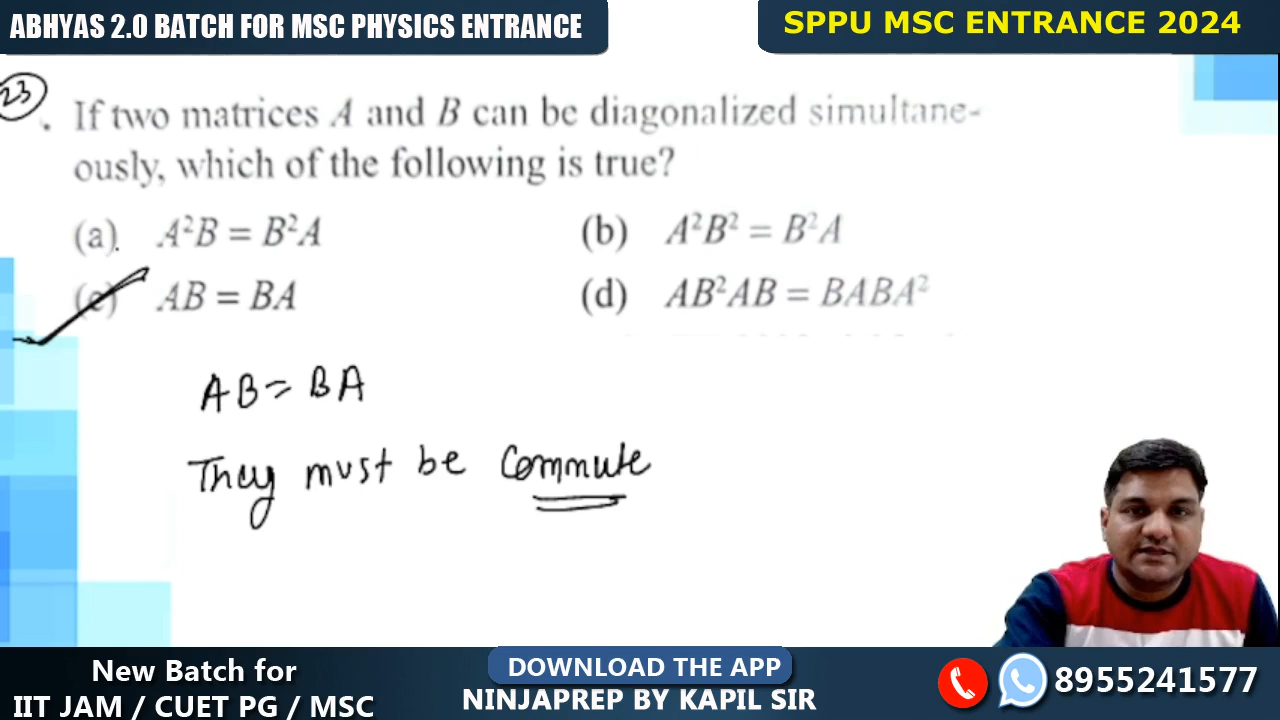 ABHYAS 2.0 BATCH FOR MSC PHYSICS ENTRANCE
SPPU MSC ENTRANCE 2024
23
. If two matrices A and B can be diagonalized simultane-
ously, which of the following is true?
(a) A²B = B²A (b) A²B² = B²A
(c) AB = BA (d) AB²AB = BABA²
AB = BA
They must be Commute
New Batch for
IIT JAM / CUET PG / MSC
DOWNLOAD THE APP
NINJAPREP BY KAPIL SIR
8955241577